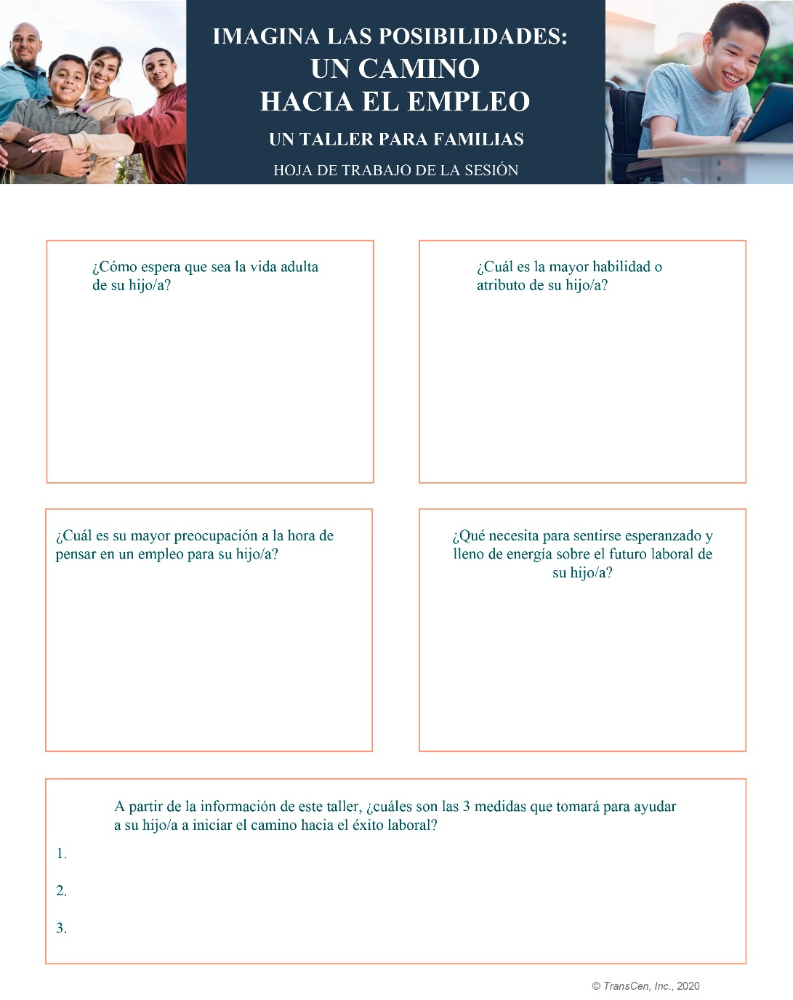 IMAGINA LAS POSIBILIDADES:
UN CAMINO
HACIA EL EMPLEO
UN TALLER PARA FAMILIAS
HOJA DE TRABAJO DE LA SESIÓN
¿Cómo espera que sea la vida adulta
de su hijo/a?
¿Cuál es la mayor habilidad o
atributo de su hijo/a?
¿Cuál es su mayor preocupación a la hora de
pensar en un empleo para su hijo/a?
¿Qué necesita para sentirse esperanzado y
lleno de energía sobre el futuro laboral de
su hijo/a?
A partir de la información de este taller, ¿cuáles son las 3 medidas que tomará para ayudar
a su hijo/a a iniciar el camino hacia el éxito laboral?
1.
2.
3.
© TransCen, Inc., 2020